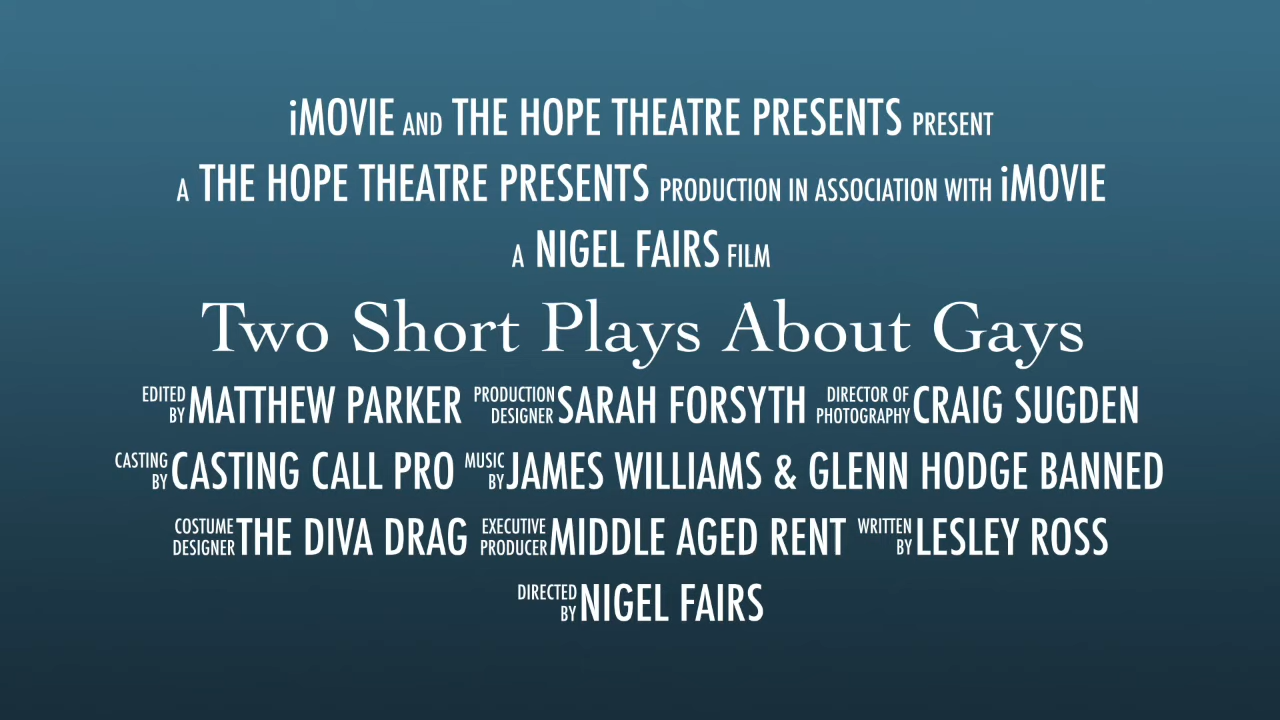 iMOVIE AND THE HOPE THEATRE PRESENTS PRESENT
A THE HOPE THEATRE PRESENTS PRODUCTION IN ASSOCIATION WITH iMOVIE
A NIGEL FAIRS FILM
Two Short Plays About Gays
EDITED BY MATTHEW PARKER PRODUCTION DESIGNER SARAH FORSYTH DIRECTOR OF PHOTOGRAPHY CRAIG SUGDEN
CASTING BY CASTING CALL PRO MUSIC BY JAMES WILLIAMS & GLENN HODGE BANNED
COSTUME DESIGNER THE DIVA DRAG EXECUTIVE PRODUCER MIDDLE AGED RENT WRITTEN BY LESLEY ROSS
DIRECTED BY NIGEL FAIRS